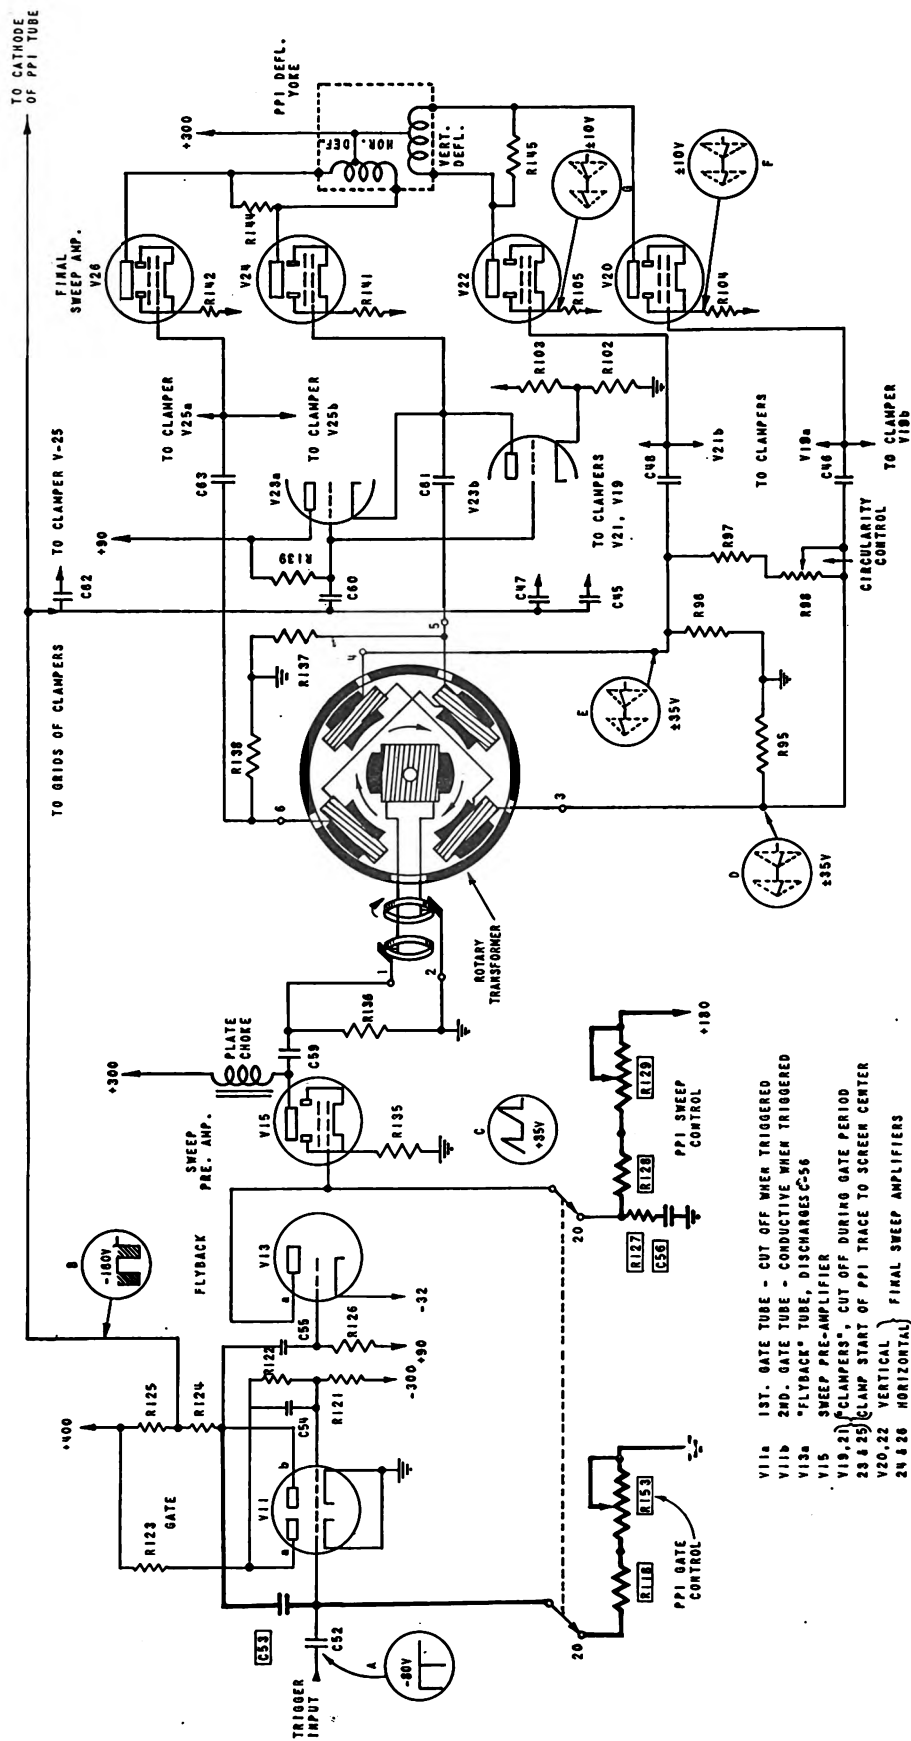 TO CATHODE
OF PPI TUBE
PPI DEFL.
YOKE
+300
HOR. DEF.
VERT.
DEFL.
R145
±10V
G
±10V
F
FINAL
SWEEP AMP.
V26
R144
V24
R142
R141
V22
V20
R105
R104
R103
R102
TO CLAMPER
V25a
TO CLAMPER
V25b
C63
V23a
C61
V23b
C48
V21b
TO CLAMPERS
V19a
C46
TO CLAMPER
V19b
TO CLAMPERS
V21, V19
TO CLAMPER V-25
+90
C62
R139
C60
C47
C45
R97
R98
CIRCULARITY
CONTROL
R96
R95
TO GRIDS OF CLAMPERS
R138
R137
4
5
6
3
E
±35V
D
±35V
ROTARY
TRANSFORMER
1
2
+300
PLATE
CHOKE
C59
R136
SWEEP
PRE. AMP.
V15
R135
C
+35V
B
-160V
FLYBACK
V13
a
-32
C55
R126
+90
R122
C54
R121
-300
+400
R125
R124
R123
GATE
V11
a
b
C53
C52
TRIGGER
INPUT
A
-80V
20
R127
C56
R128
R129
PPI SWEEP
CONTROL
+180
20
R118
R153
PPI GATE
CONTROL
V11a 1ST. GATE TUBE - CUT OFF WHEN TRIGGERED
V11b 2ND. GATE TUBE - CONDUCTIVE WHEN TRIGGERED
V13a "FLYBACK" TUBE, DISCHARGES C-56
V15 SWEEP PRE-AMPLIFIER
V19,21 "CLAMPERS", CUT OFF DURING GATE PERIOD
23 & 25 CLAMP START OF PPI TRACE TO SCREEN CENTER
V20,22 VERTICAL
24 & 26 HORIZONTAL FINAL SWEEP AMPLIFIERS